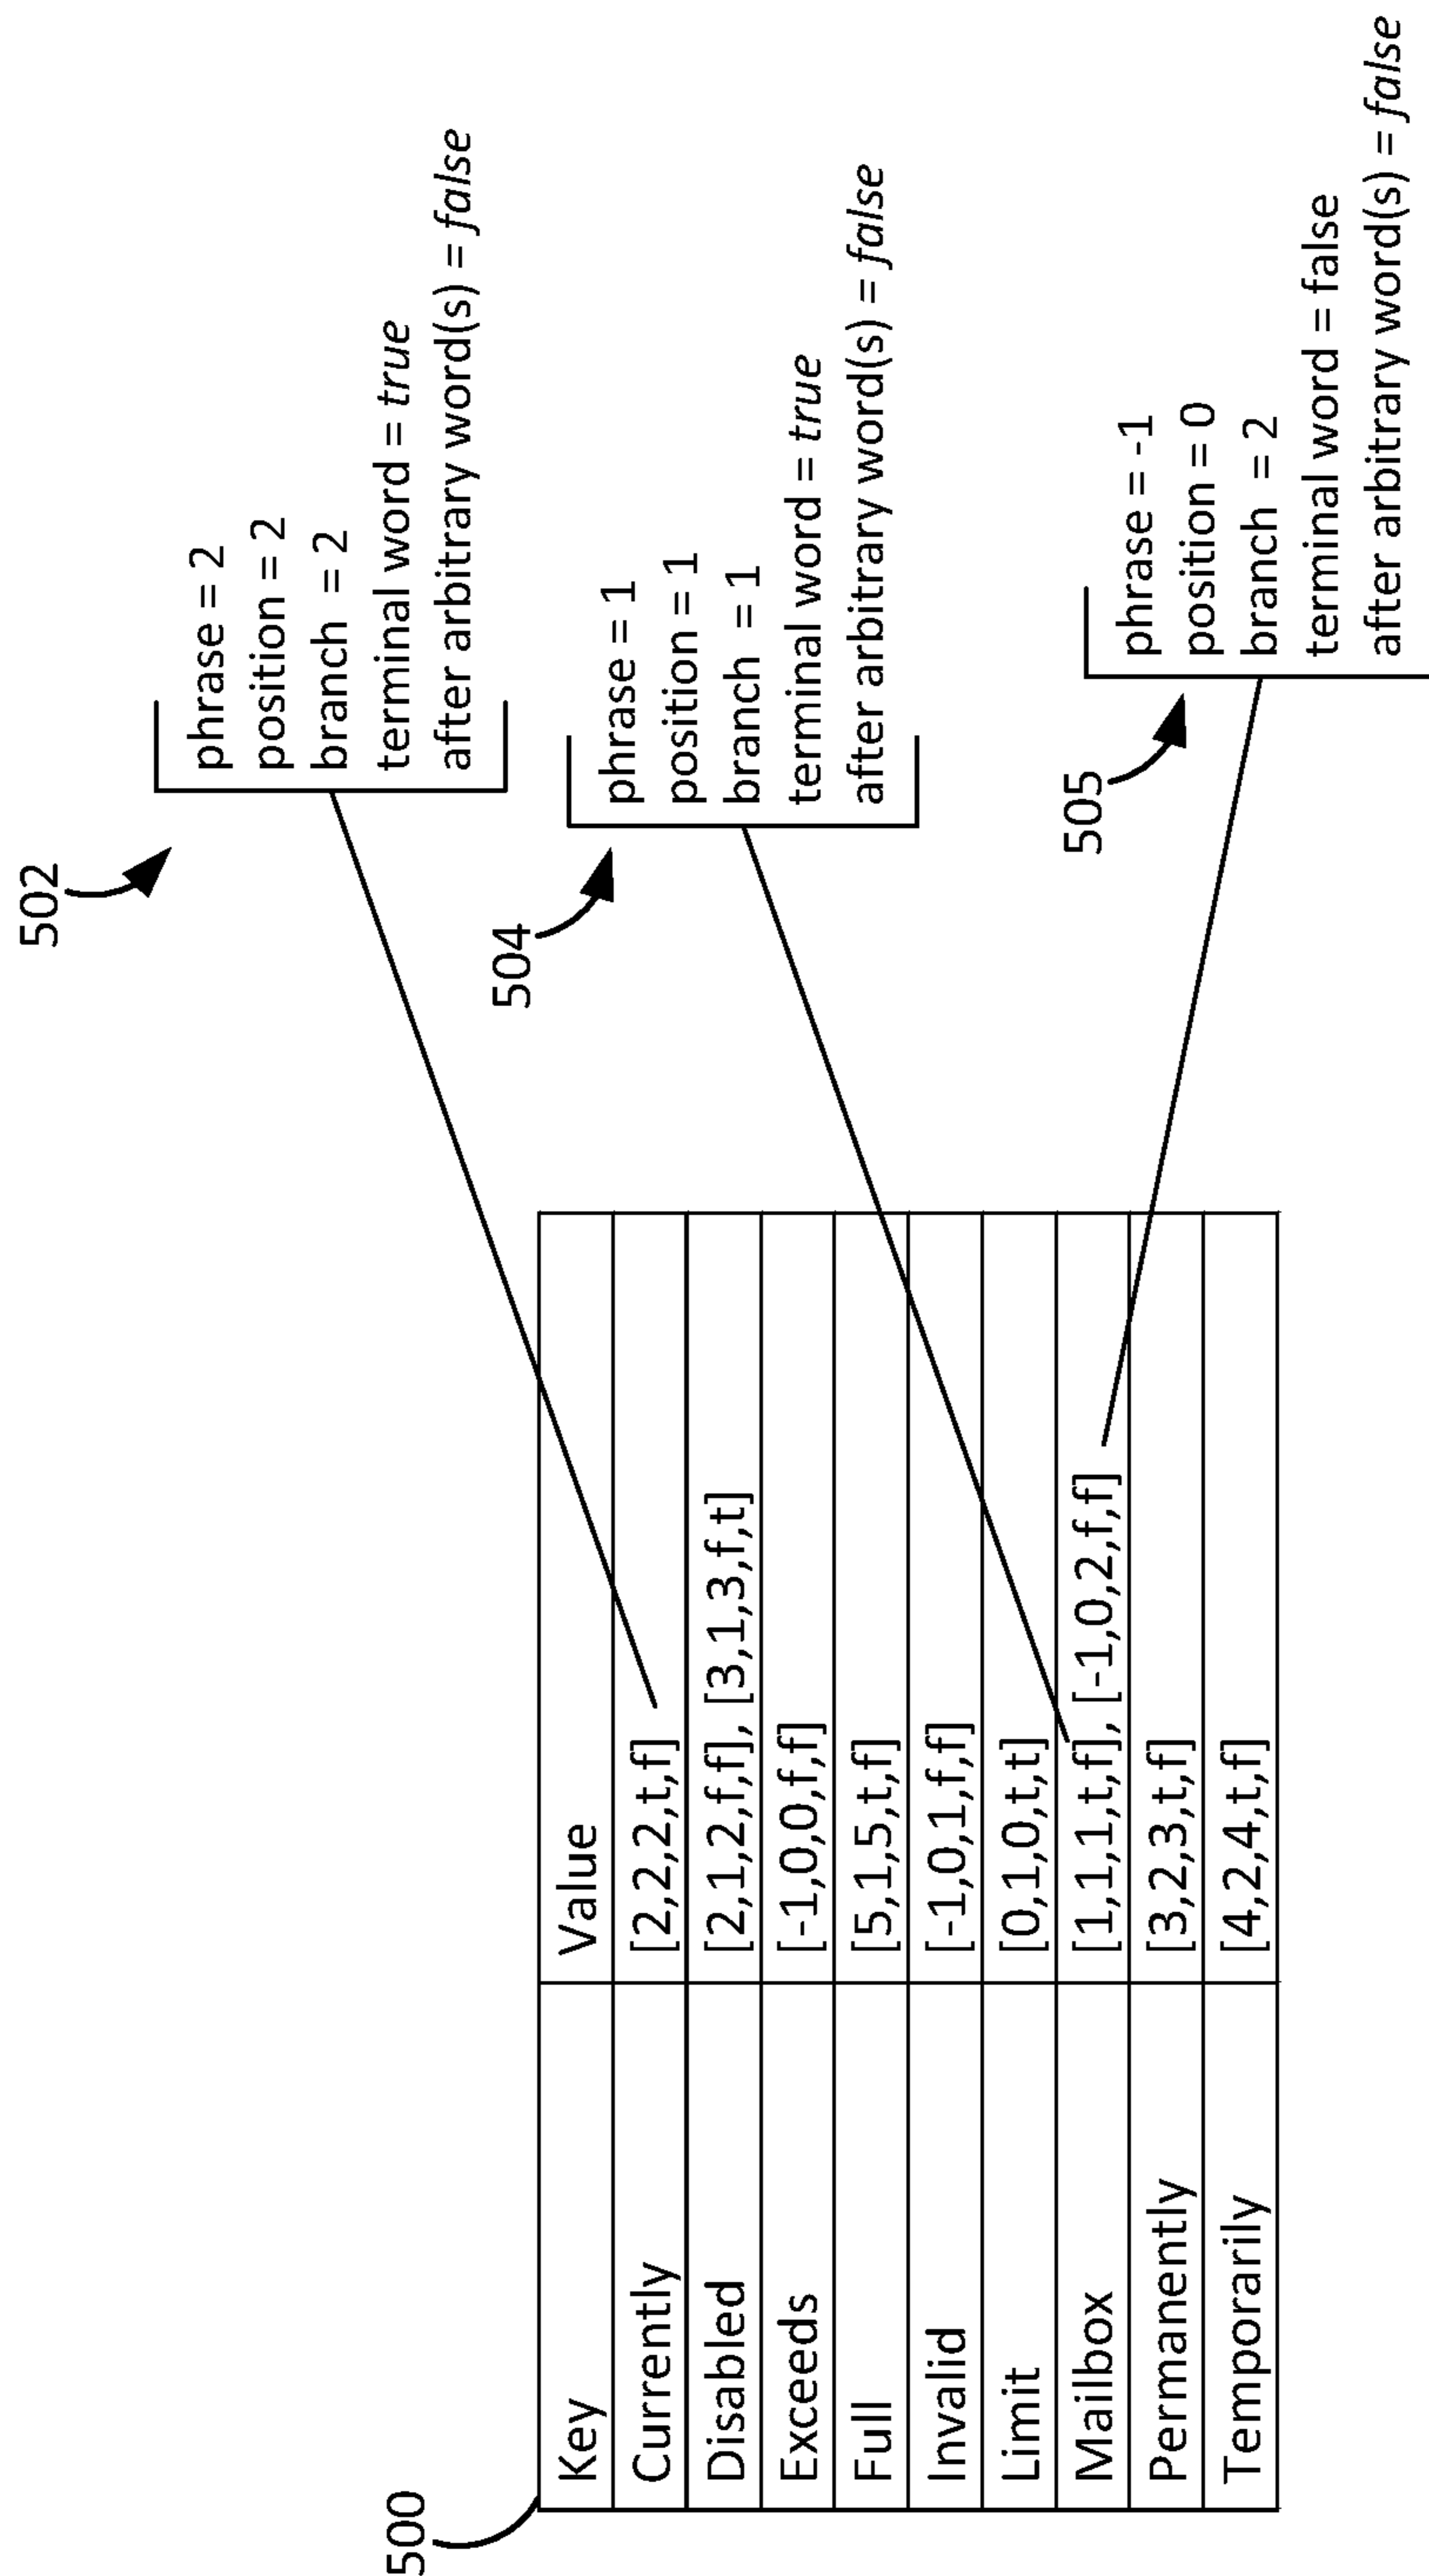 500
Key Value
Currently [2,2,2,t,f]
Disabled [2,1,2,f,f], [3,1,3,f,t]
Exceeds [-1,0,0,f,f]
Full [5,1,5,t,f]
Invalid [-1,0,1,f,f]
Limit [0,1,0,t,t]
Mailbox [1,1,1,t,f], [-1,0,2,f,f]
Permanently [3,2,3,t,f]
Temporarily [4,2,4,t,f]
502
phrase = 2
position = 2
branch = 2
terminal word = true
after arbitrary word(s) = false
504
phrase = 1
position = 1
branch = 1
terminal word = true
after arbitrary word(s) = false
505
phrase = -1
position = 0
branch = 2
terminal word = false
after arbitrary word(s) = false